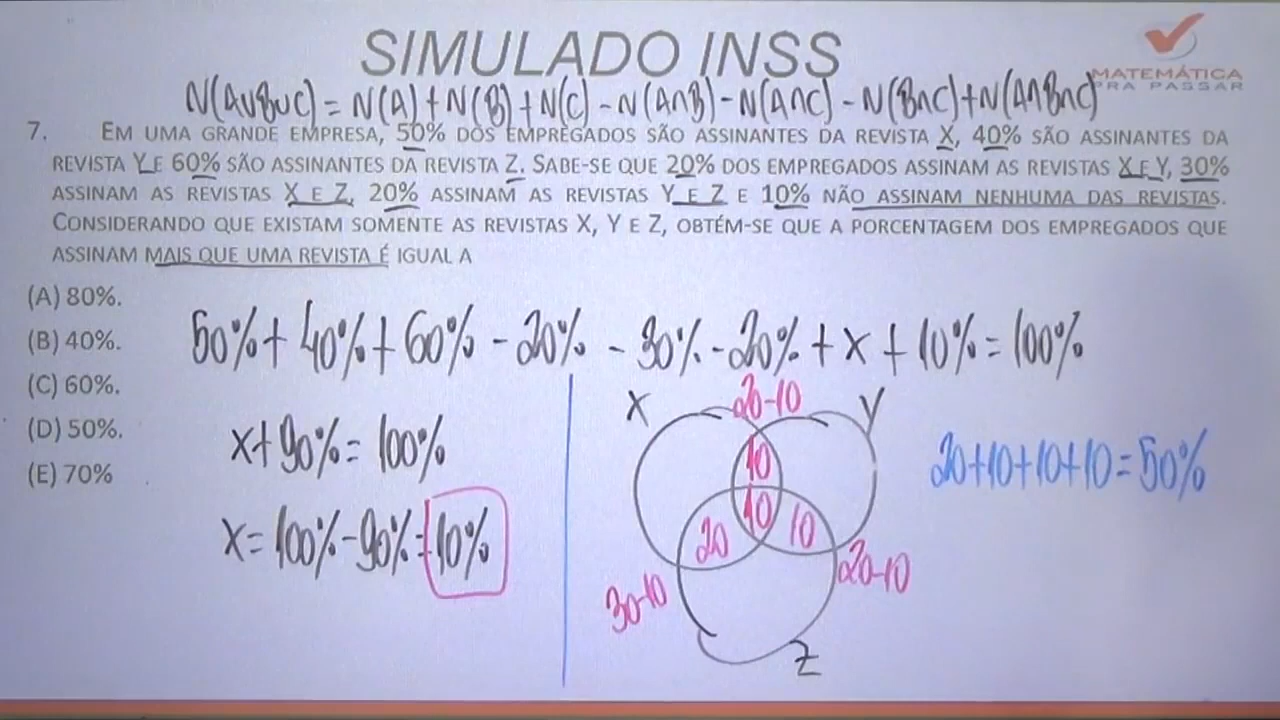 SIMULADO INSS
MATEMÁTICA
PRA PASSAR
N(A∪B∪C) = N(A) + N(B) + N(C) - N(A∩B) - N(A∩C) - N(B∩C) + N(A∩B∩C)
7. EM UMA GRANDE EMPRESA, 50% DOS EMPREGADOS SÃO ASSINANTES DA REVISTA X, 40% SÃO ASSINANTES DA
REVISTA Y E 60% SÃO ASSINANTES DA REVISTA Z. SABE-SE QUE 20% DOS EMPREGADOS ASSINAM AS REVISTAS X E Y, 30%
ASSINAM AS REVISTAS X E Z, 20% ASSINAM AS REVISTAS Y E Z E 10% NÃO ASSINAM NENHUMA DAS REVISTAS.
CONSIDERANDO QUE EXISTAM SOMENTE AS REVISTAS X, Y E Z, OBTÉM-SE QUE A PORCENTAGEM DOS EMPREGADOS QUE
ASSINAM MAIS QUE UMA REVISTA É IGUAL A
(A) 80%.
(B) 40%.
(C) 60%.
(D) 50%.
(E) 70%
50% + 40% + 60% - 20% - 30% - 20% + x + 10% = 100%
x + 90% = 100%
x = 100% - 90% = 10%
X
20-10
Y
10
10
20
10
30-10
20-10
Z
20+10+10+10 = 50%